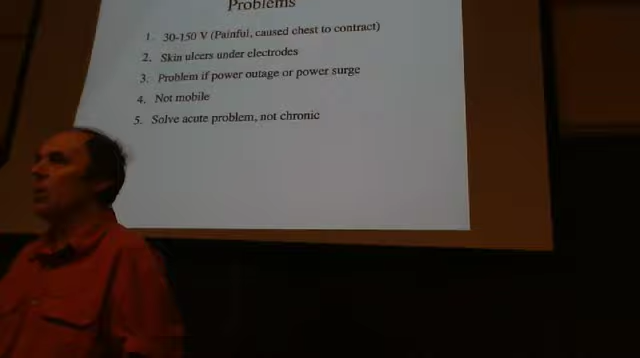 Problems
1. 30-150 V (Painful, caused chest to contract)
2. Skin ulcers under electrodes
3. Problem if power outage or power surge
4. Not mobile
5. Solve acute problem, not chronic